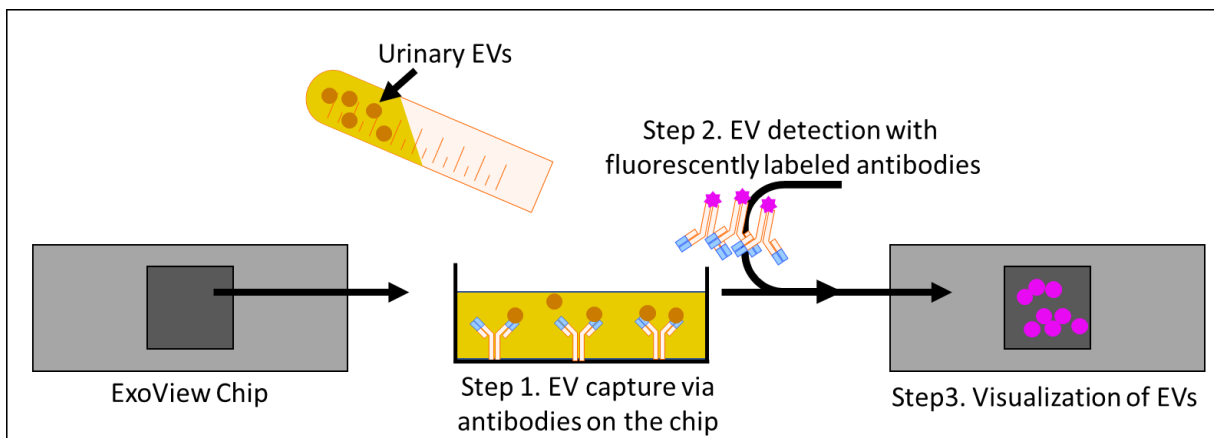 Urinary EVs
Step 2. EV detection with
fluorescently labeled antibodies
ExoView Chip
Step 1. EV capture via
antibodies on the chip
Step3. Visualization of EVs